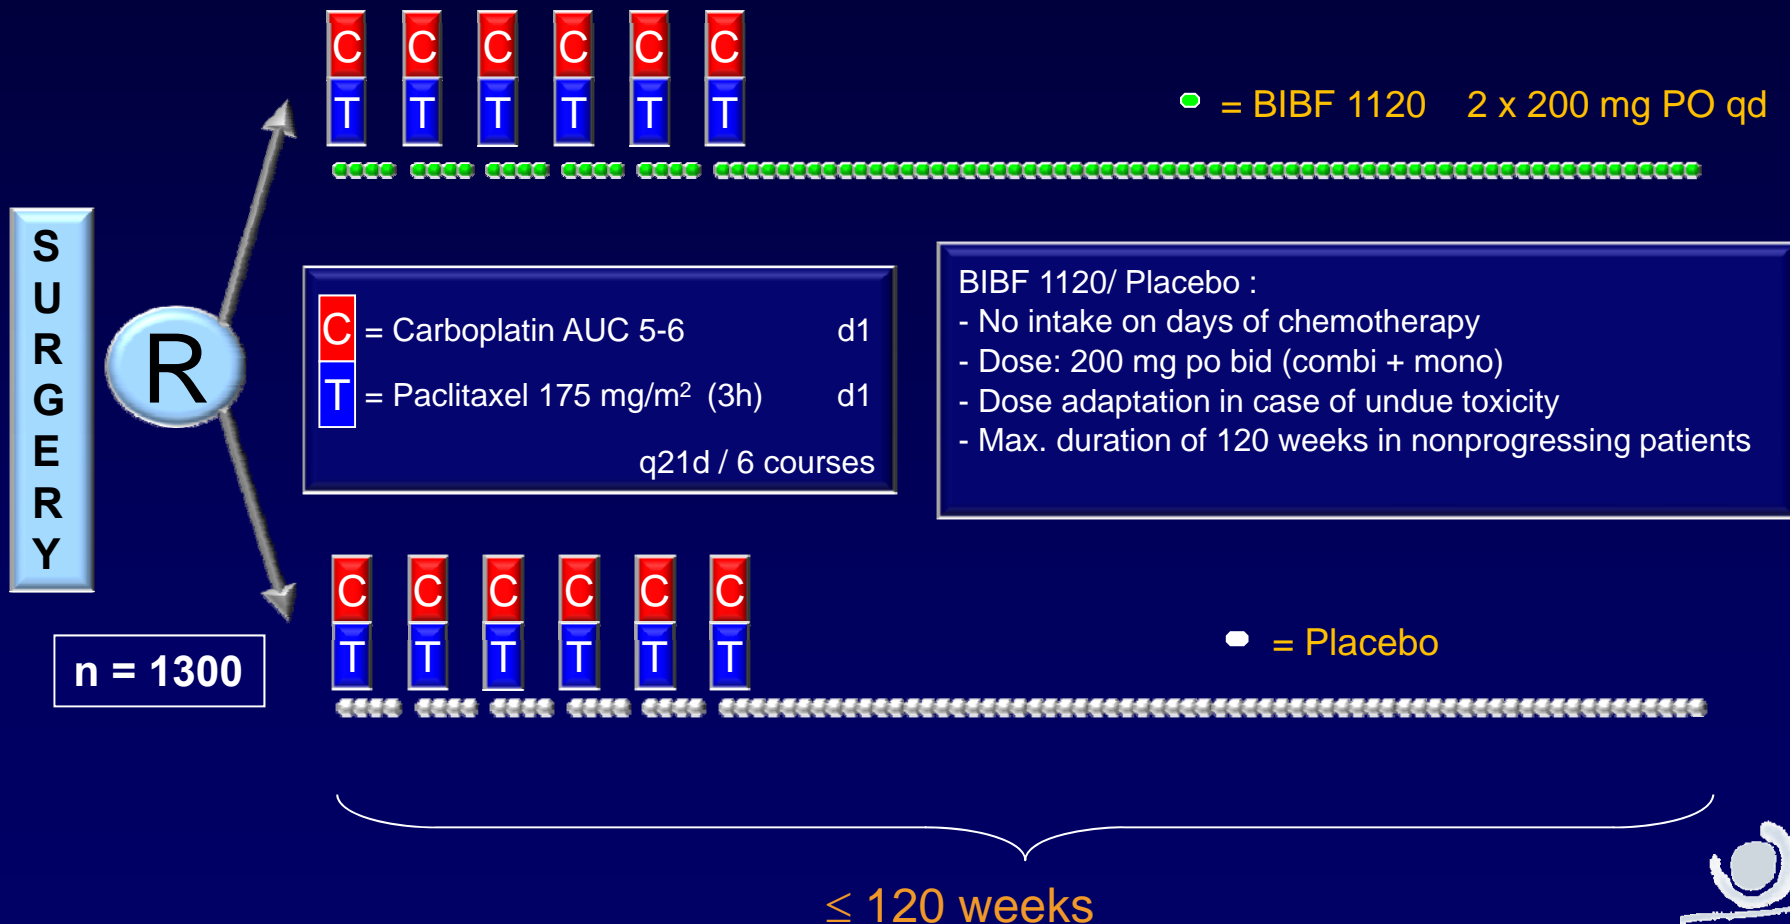 C C C C C C
T T T T T T
= BIBF 1120 2 x 200 mg PO qd
SURGERY
R
C = Carboplatin AUC 5-6 d1
T = Paclitaxel 175 mg/m² (3h) d1
q21d / 6 courses
BIBF 1120/ Placebo :
- No intake on days of chemotherapy
- Dose: 200 mg po bid (combi + mono)
- Dose adaptation in case of undue toxicity
- Max. duration of 120 weeks in nonprogressing patients
C C C C C C
T T T T T T
n = 1300
= Placebo
≤ 120 weeks